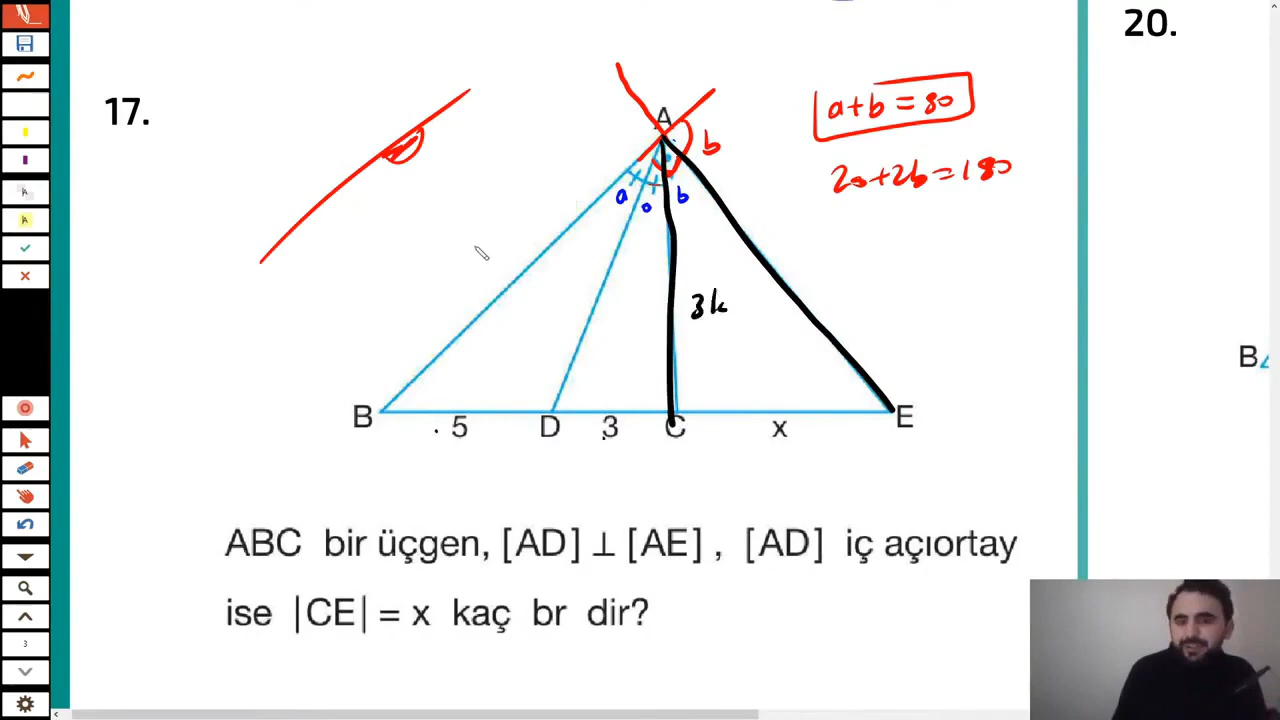 20.
17.
A
a+b=80
2a+2b=180
b
a
o
b
3k
B
B
5
D
3
C
x
E
ABC bir üçgen, [AD] ⊥ [AE] , [AD] iç açıortay
ise |CE| = x kaç br dir?
3